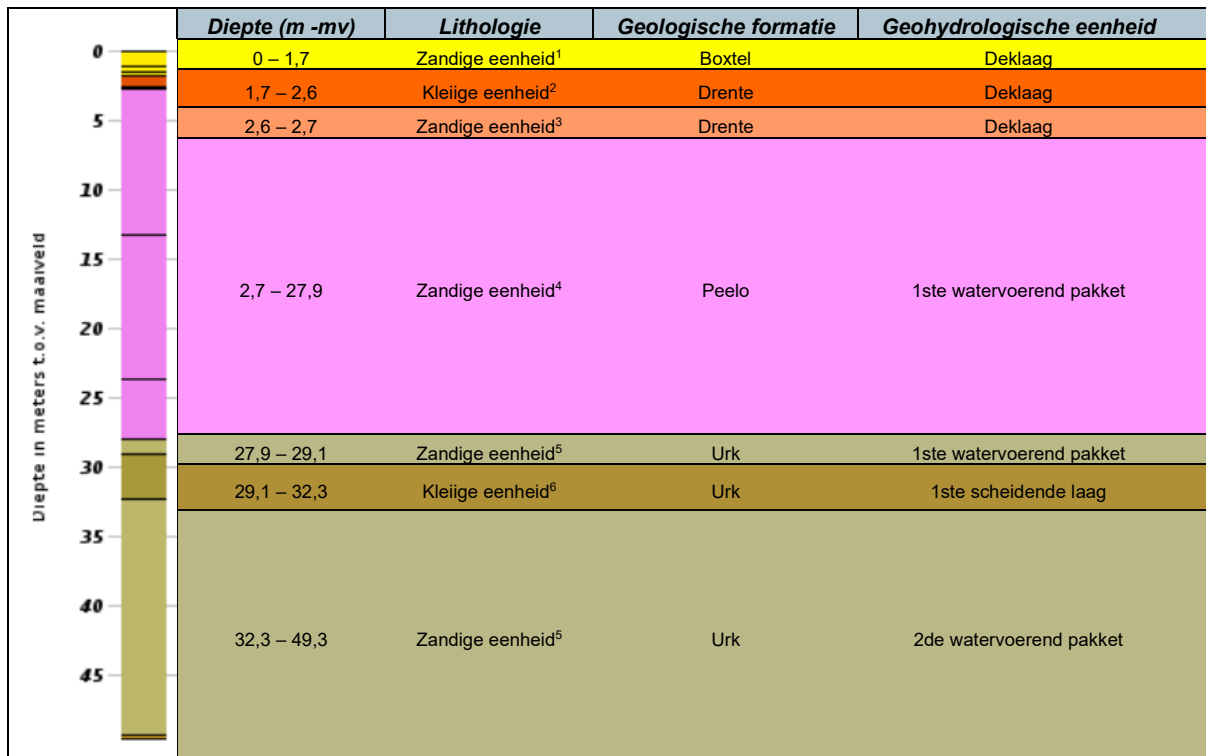 Diepte (m -mv) Lithologie Geologische formatie Geohydrologische eenheid
0 – 1,7 Zandige eenheid¹ Boxtel Deklaag
1,7 – 2,6 Kleiige eenheid² Drente Deklaag
2,6 – 2,7 Zandige eenheid³ Drente Deklaag
2,7 – 27,9 Zandige eenheid⁴ Peelo 1ste watervoerend pakket
27,9 – 29,1 Zandige eenheid⁵ Urk 1ste watervoerend pakket
29,1 – 32,3 Kleiige eenheid⁶ Urk 1ste scheidende laag
32,3 – 49,3 Zandige eenheid⁵ Urk 2de watervoerend pakket
Diepte in meters t.o.v. maaiveld
0
5
10
15
20
25
30
35
40
45